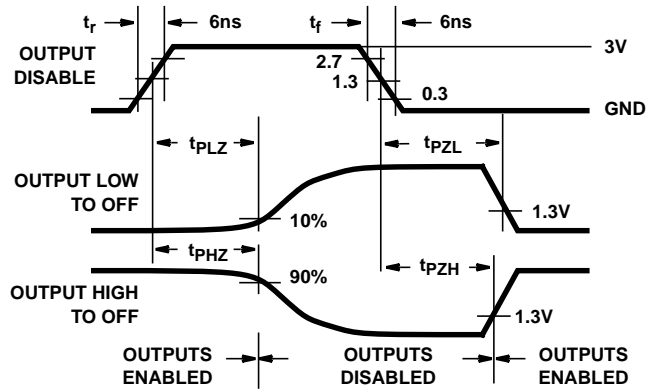 tr 6ns tf 6ns
OUTPUT
DISABLE
3V
2.7
1.3
0.3
GND
tPLZ tPZL
OUTPUT LOW
TO OFF
10%
1.3V
tPHZ tPZH
90%
OUTPUT HIGH
TO OFF
1.3V
OUTPUTS
ENABLED
OUTPUTS
DISABLED
OUTPUTS
ENABLED